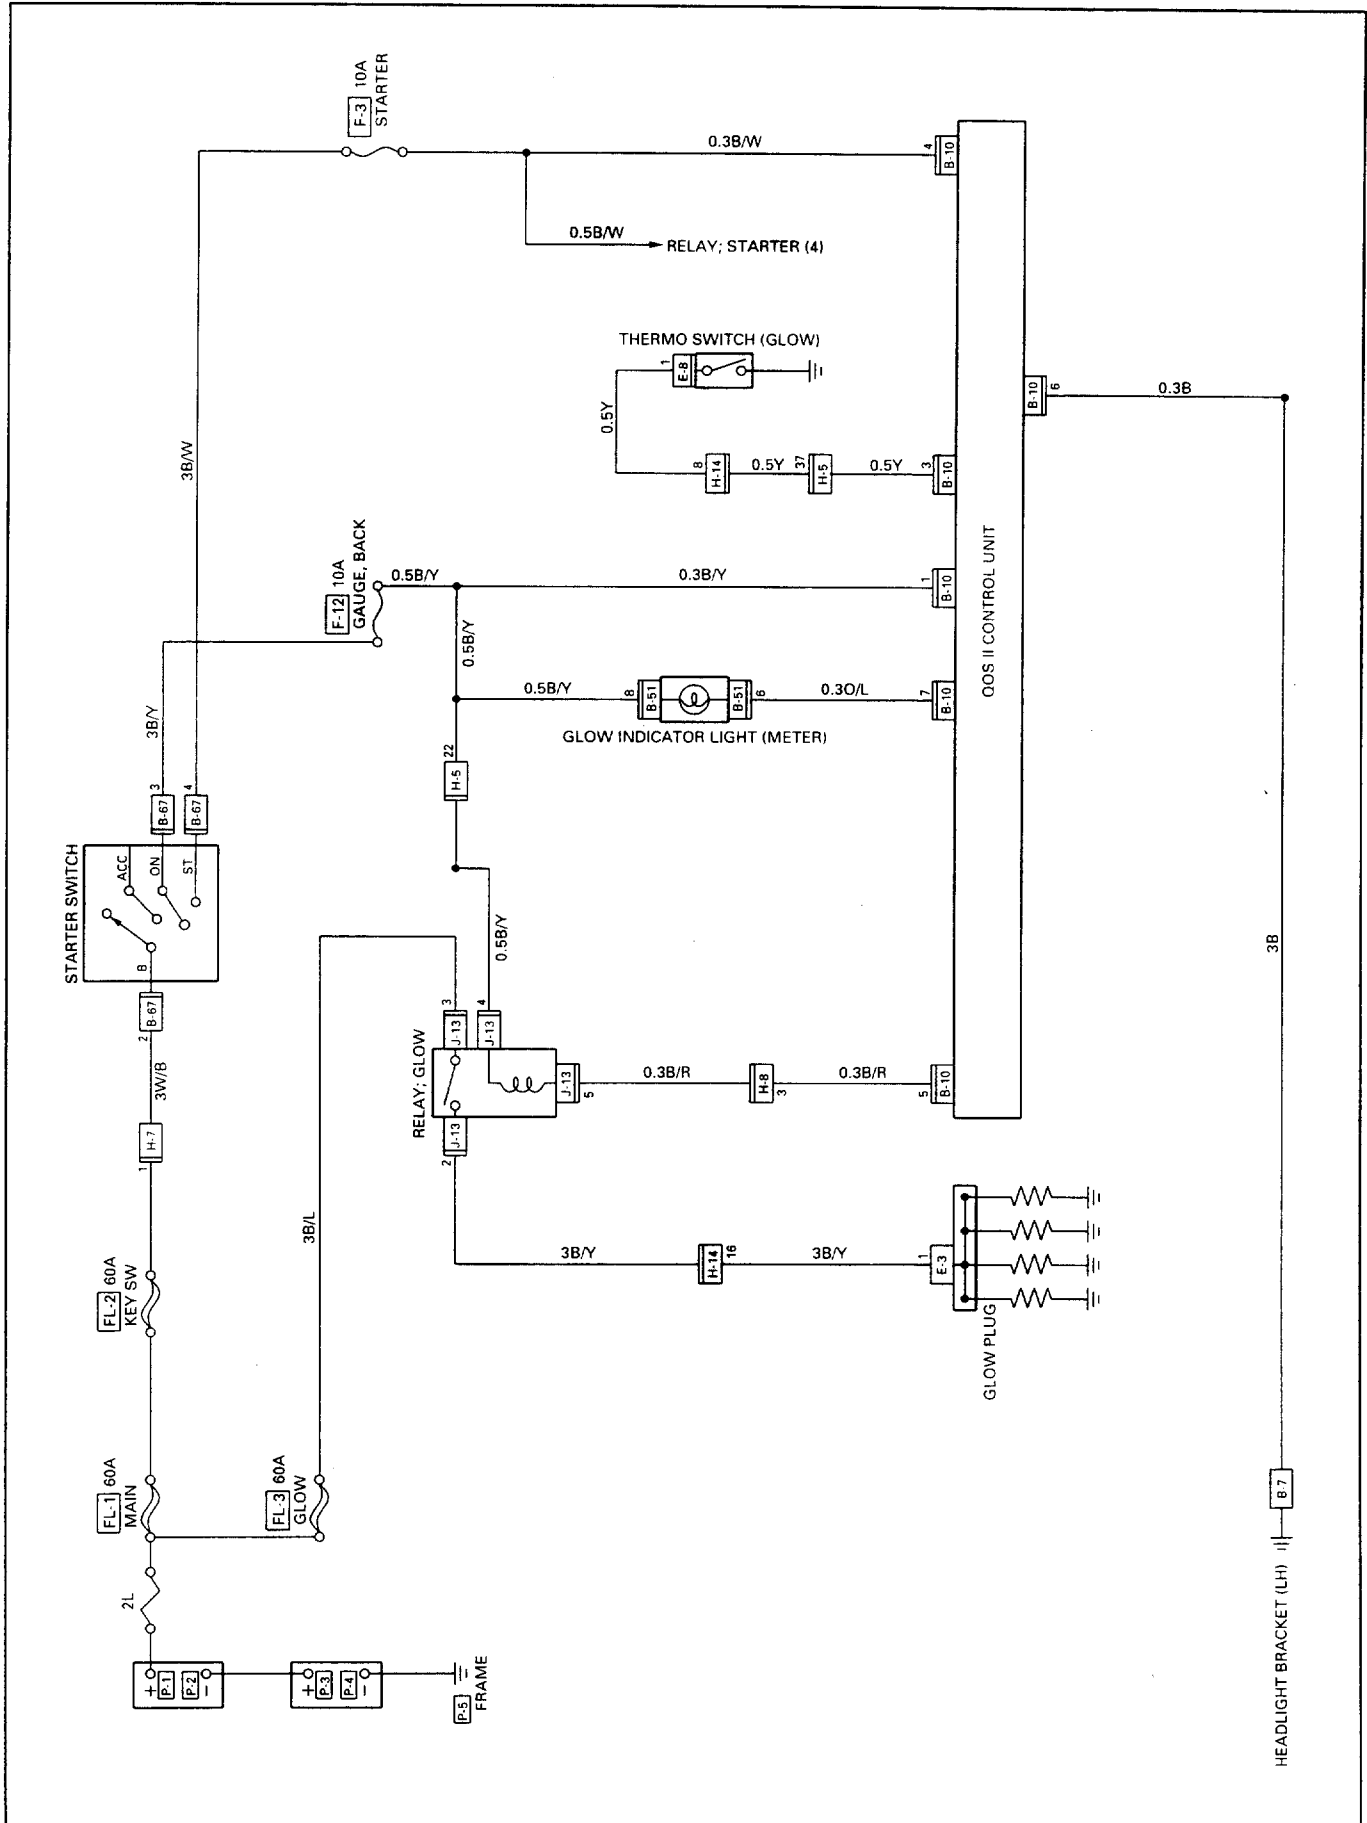 F-3 10A
STARTER
0.3B/W
4
B-10
0.5B/W
RELAY; STARTER (4)
THERMO SWITCH (GLOW)
1
E-8
0.5Y
B-10
6
0.3B
3B/W
8
H-14
0.5Y
37
H-5
0.5Y
3
B-10
F-12 10A
GAUGE, BACK
0.5B/Y
0.3B/Y
1
B-10
QOS II CONTROL UNIT
0.5B/Y
3B/Y
0.5B/Y
8
B-51
B-51
6
0.3O/L
7
B-10
GLOW INDICATOR LIGHT (METER)
22
H-5
3
B-67
4
B-67
STARTER SWITCH
ACC
ON
ST
B
0.5B/Y
3B
2
B-67
3
J-13
4
J-13
RELAY; GLOW
3W/B
J-13
5
0.3B/R
H-8
3
0.3B/R
5
B-10
J-13
2
1
H-7
3B/L
3B/Y
H-14
16
3B/Y
1
E-3
GLOW PLUG
FL-2 60A
KEY SW
FL-1 60A
MAIN
FL-3 60A
GLOW
B-7
2L
+
P-1
P-2
-
+
P-3
P-4
-
P-5
FRAME
HEADLIGHT BRACKET (LH)